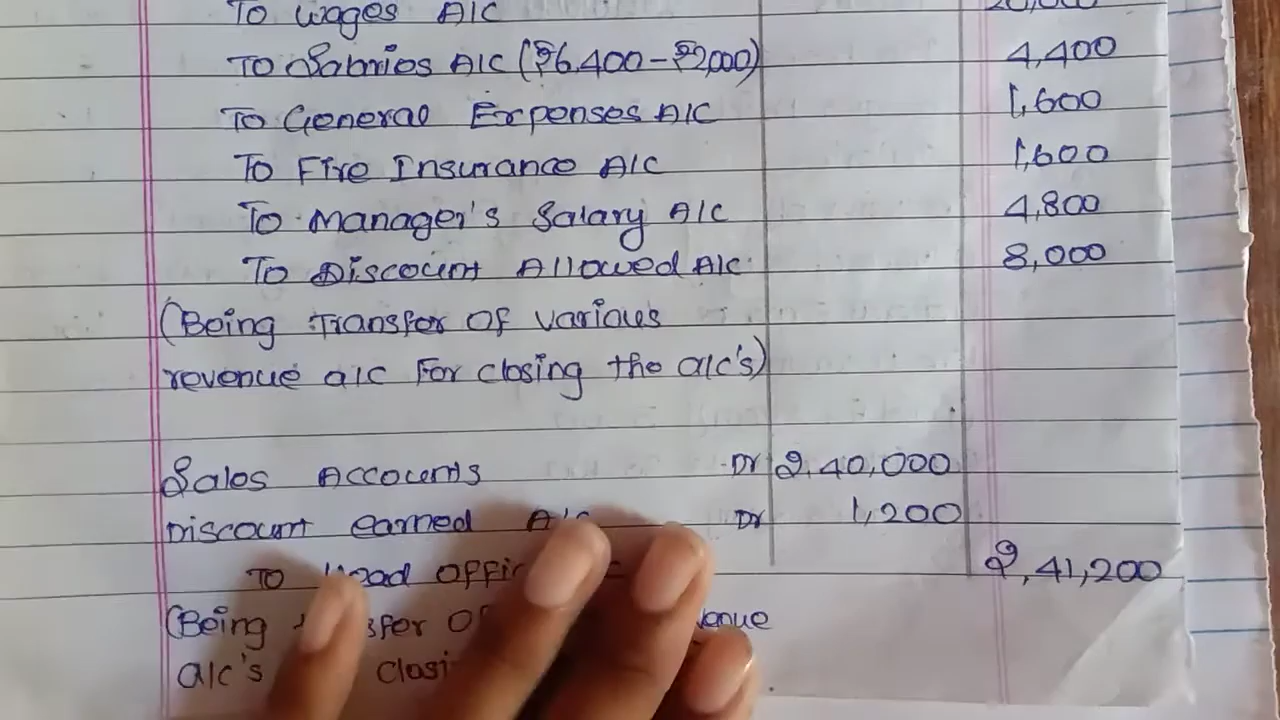 To wages A/C
To Salaries A/C (₹6,400-₹2,000) 4,400
To General Expenses A/C 1,600
To Fire Insurance A/C 1,600
To Manager's Salary A/C 4,800
To Discount Allowed A/C 8,000
(Being Transfer of various
revenue a/c for closing the a/c's)
Sales Accounts Dr 2,40,000
Discount earned A/c Dr 1,200
To 2,41,200
(Being
a/c's